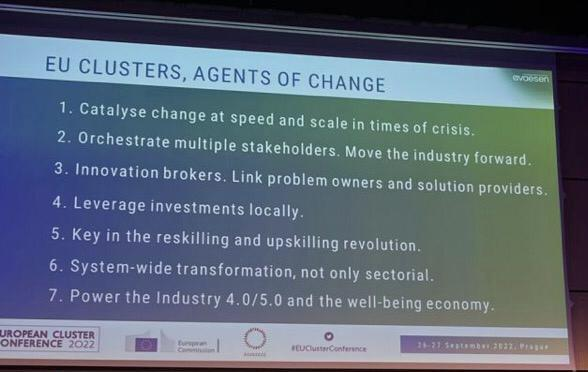 EU CLUSTERS, AGENTS OF CHANGE
@voesen
1. Catalyse change at speed and scale in times of crisis.
2. Orchestrate multiple stakeholders. Move the industry forward.
3. Innovation brokers. Link problem owners and solution providers.
4. Leverage investments locally.
5. Key in the reskilling and upskilling revolution.
6. System-wide transformation, not only sectorial.
7. Power the Industry 4.0/5.0 and the well-being economy.
UROPEAN CLUSTER
ONFERENCE 2022
European
Commission
#EUClusterConference
26-27 September 2022, Prague